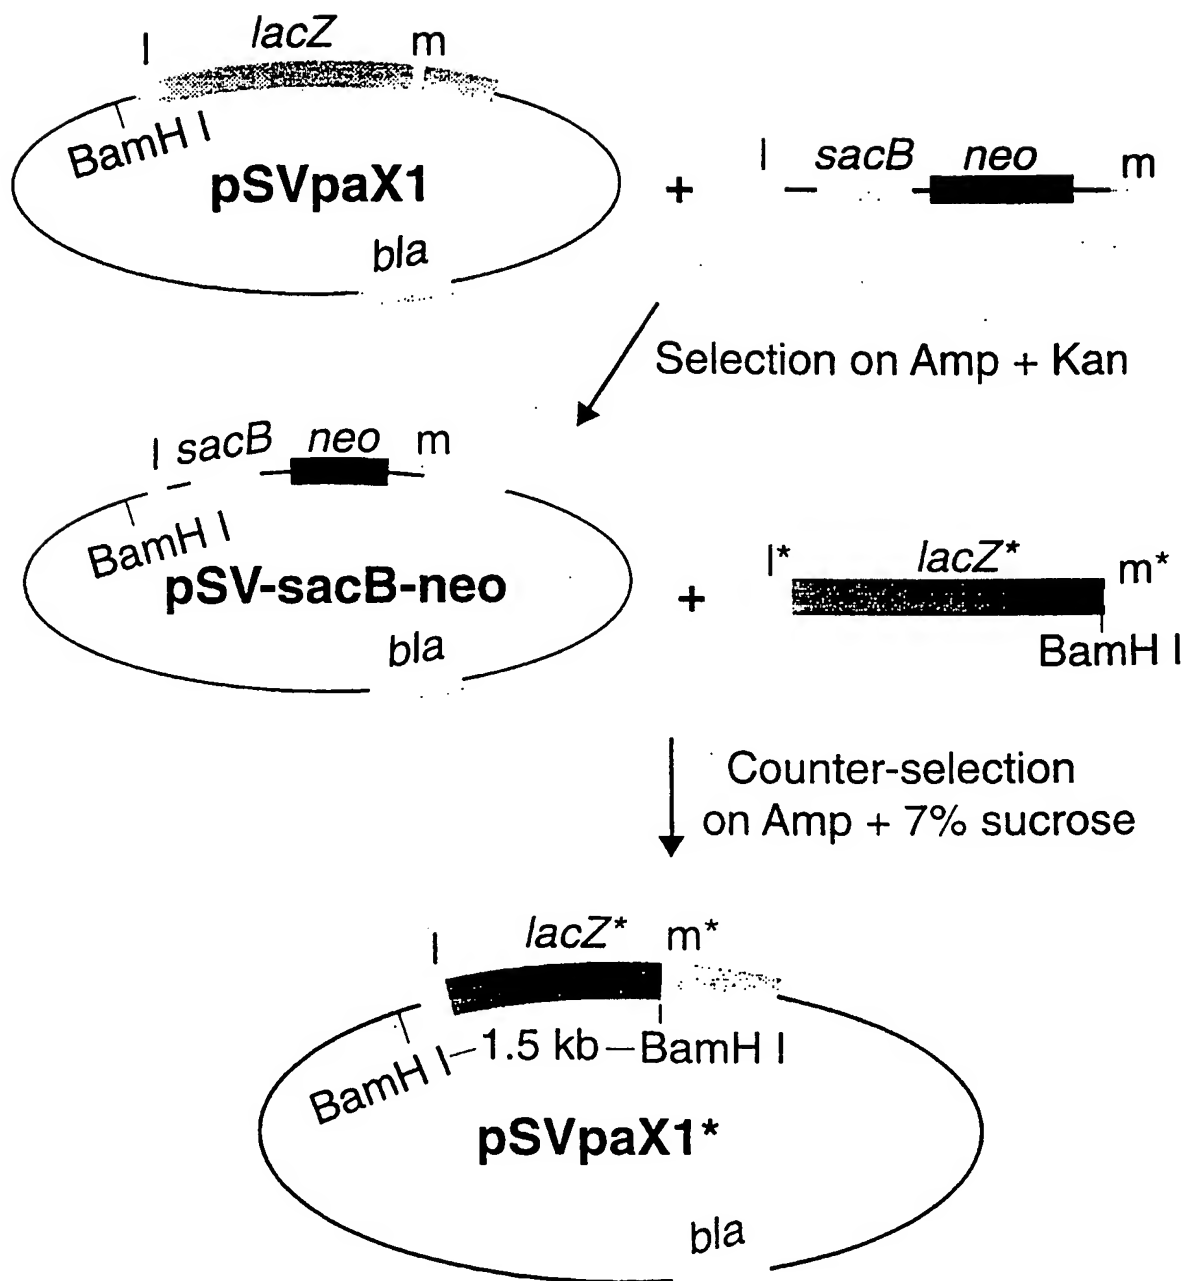 l lacZ m
BamH I
pSVpaX1
bla
+
l sacB neo m
Selection on Amp + Kan
l sacB neo m
BamH I
pSV-sacB-neo
bla
+
l* lacZ* m*
BamH I
Counter-selection
on Amp + 7% sucrose
l lacZ* m*
BamH I–1.5 kb–BamH I
pSVpaX1*
bla